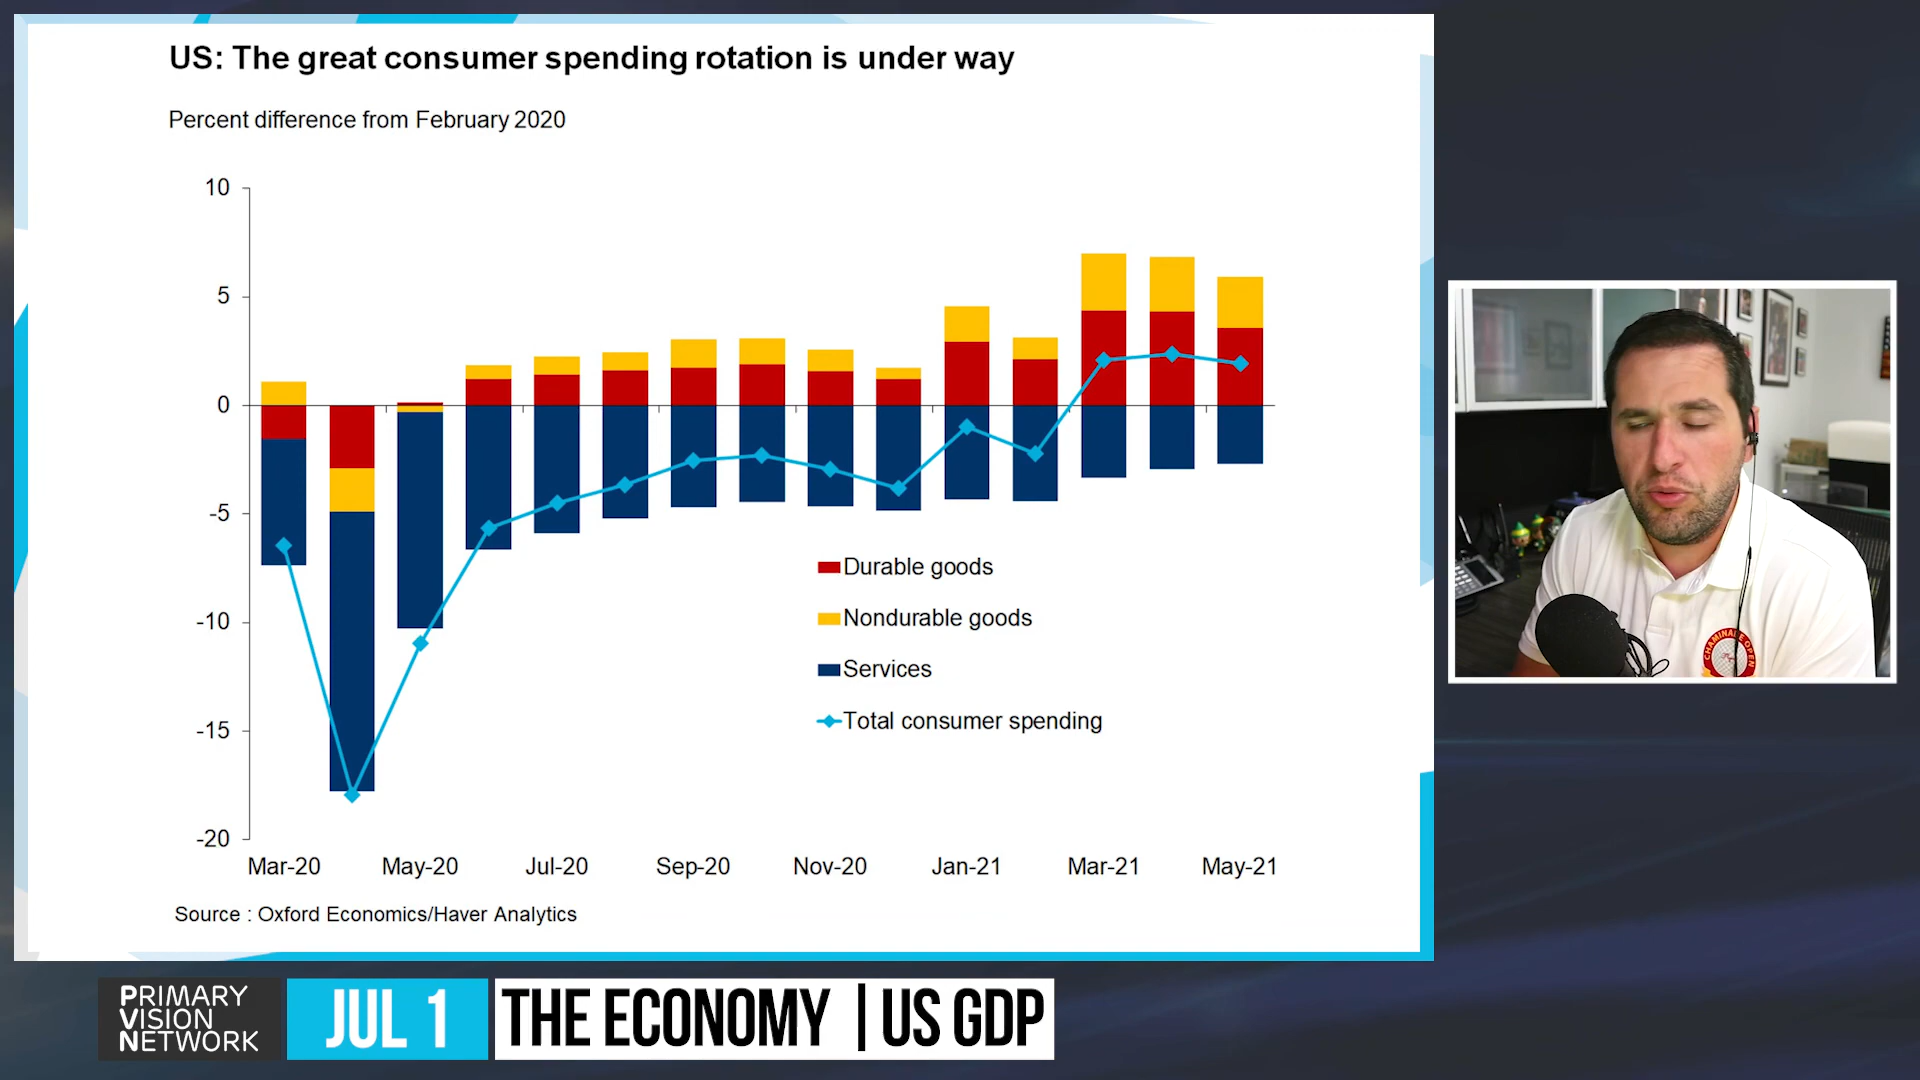 US: The great consumer spending rotation is under way
Percent difference from February 2020
10
5
0
-5
-10
-15
-20
Durable goods
Nondurable goods
Services
Total consumer spending
Mar-20 May-20 Jul-20 Sep-20 Nov-20 Jan-21 Mar-21 May-21
Source : Oxford Economics/Haver Analytics
CHAMINADE OPEN
PRIMARY
VISION
NETWORK
JUL 1
THE ECONOMY | US GDP